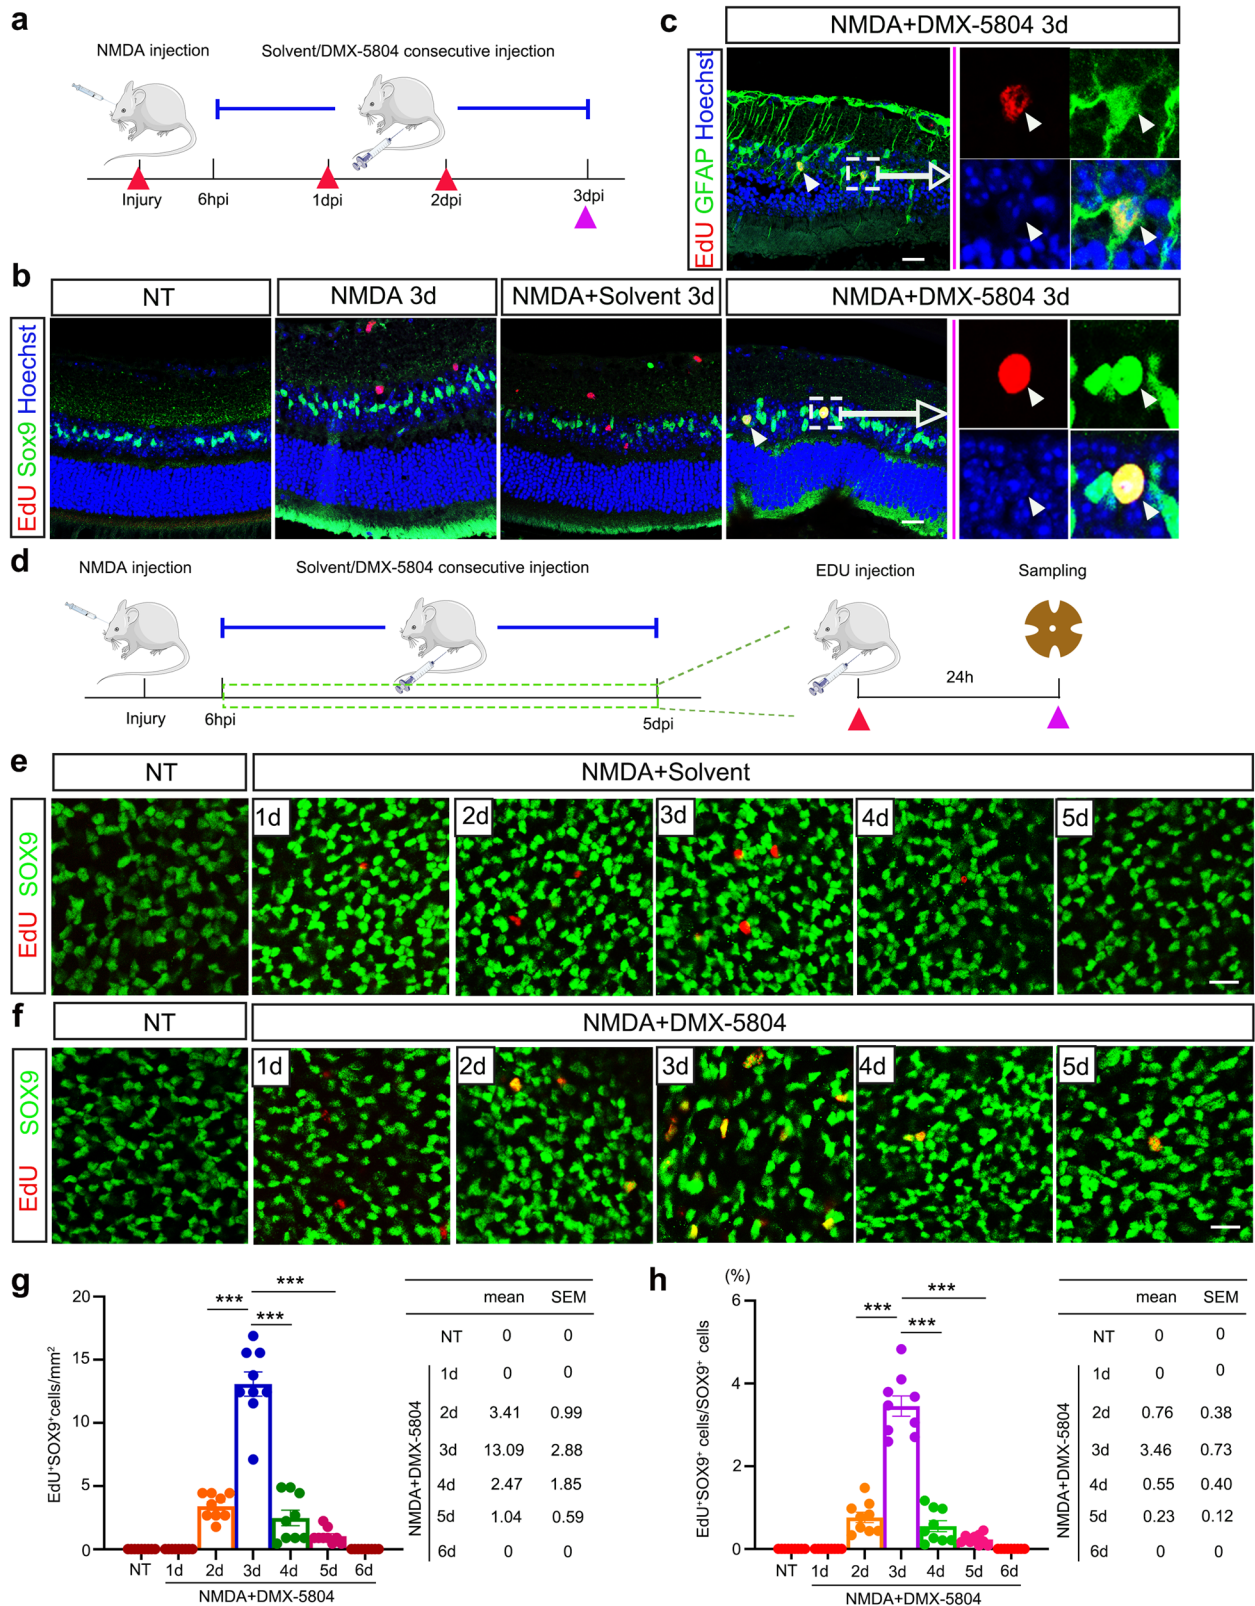 a
NMDA injection
Solvent/DMX-5804 consecutive injection
Injury
6hpi
1dpi
2dpi
3dpi
c
NMDA+DMX-5804 3d
EdU GFAP Hoechst
b
NT
NMDA 3d
NMDA+Solvent 3d
NMDA+DMX-5804 3d
EdU Sox9 Hoechst
d
NMDA injection
Solvent/DMX-5804 consecutive injection
EDU injection
Sampling
24h
Injury
6hpi
5dpi
e
NT
NMDA+Solvent
EdU SOX9
1d
2d
3d
4d
5d
f
NT
NMDA+DMX-5804
EdU SOX9
1d
2d
3d
4d
5d
g
EdU⁺SOX9⁺cells/mm²
20
15
10
5
0
***
***
***
NT
1d
2d
3d
4d
5d
6d
NMDA+DMX-5804
mean SEM
NT 0 0
NMDA+DMX-5804
1d 0 0
2d 3.41 0.99
3d 13.09 2.88
4d 2.47 1.85
5d 1.04 0.59
6d 0 0
h
(%)
EdU⁺SOX9⁺ cells/SOX9⁺ cells
6
4
2
0
***
***
***
NT
1d
2d
3d
4d
5d
6d
NMDA+DMX-5804
mean SEM
NT 0 0
NMDA+DMX-5804
1d 0 0
2d 0.76 0.38
3d 3.46 0.73
4d 0.55 0.40
5d 0.23 0.12
6d 0 0